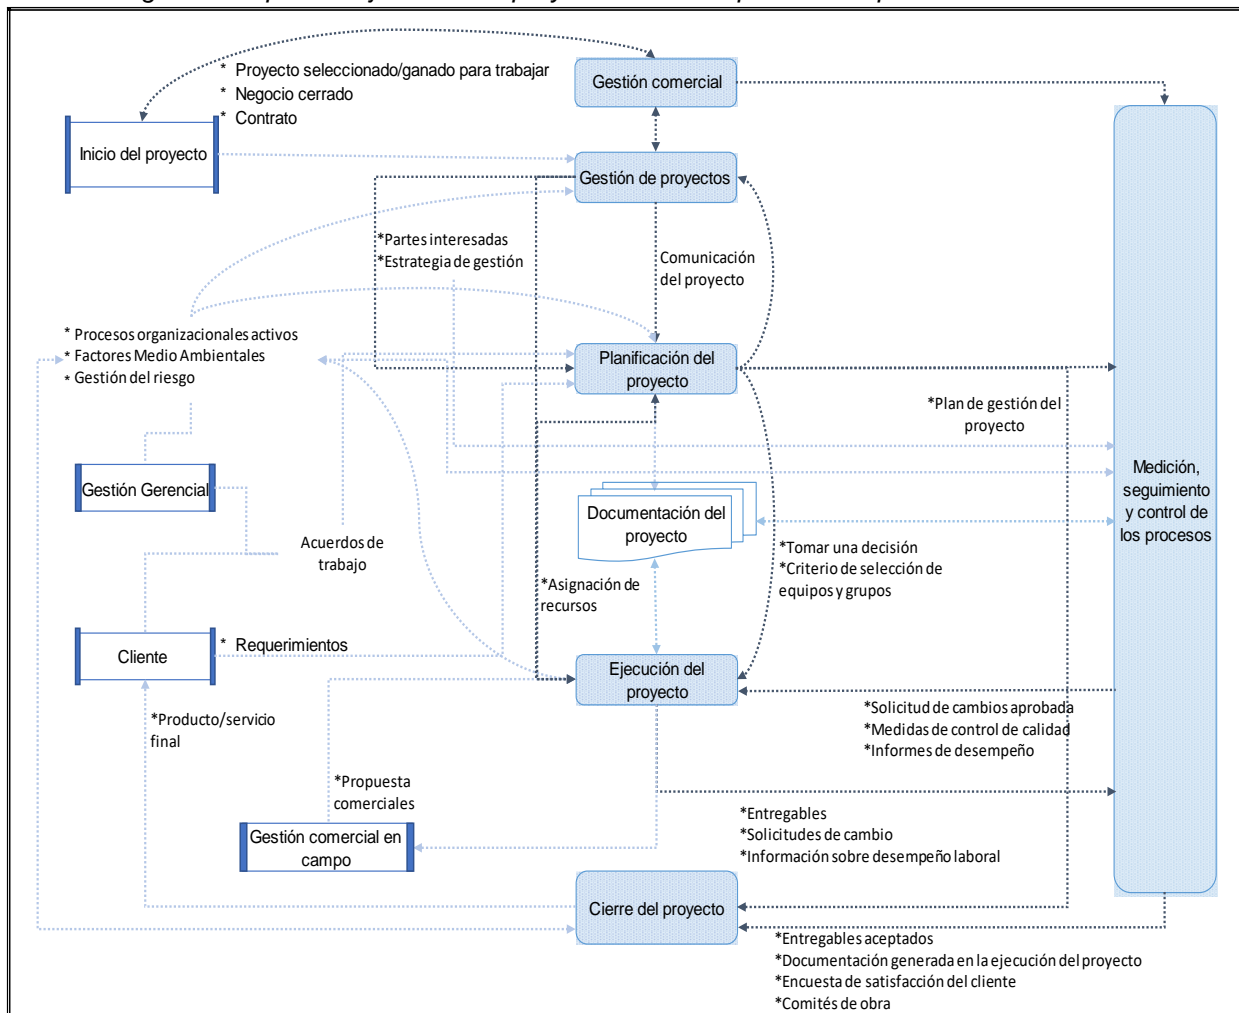 * Proyecto seleccionado/ganado para trabajar
* Negocio cerrado
* Contrato
Gestión comercial
Inicio del proyecto
Gestión de proyectos
*Partes interesadas
*Estrategia de gestión
Comunicación
del proyecto
* Procesos organizacionales activos
* Factores Medio Ambientales
* Gestión del riesgo
Planificación del
proyecto
*Plan de gestión del
proyecto
Gestión Gerencial
Medición,
seguimiento
y control de
los procesos
Documentación del
proyecto
Acuerdos de
trabajo
*Tomar una decisión
*Criterio de selección de
equipos y grupos
*Asignación de
recursos
Cliente
* Requerimientos
Ejecución del
proyecto
*Producto/servicio
final
*Solicitud de cambios aprobada
*Medidas de control de calidad
*Informes de desempeño
*Propuesta
comerciales
Gestión comercial en
campo
*Entregables
*Solicitudes de cambio
*Información sobre desempeño laboral
Cierre del proyecto
*Entregables aceptados
*Documentación generada en la ejecución del proyecto
*Encuesta de satisfacción del cliente
*Comités de obra